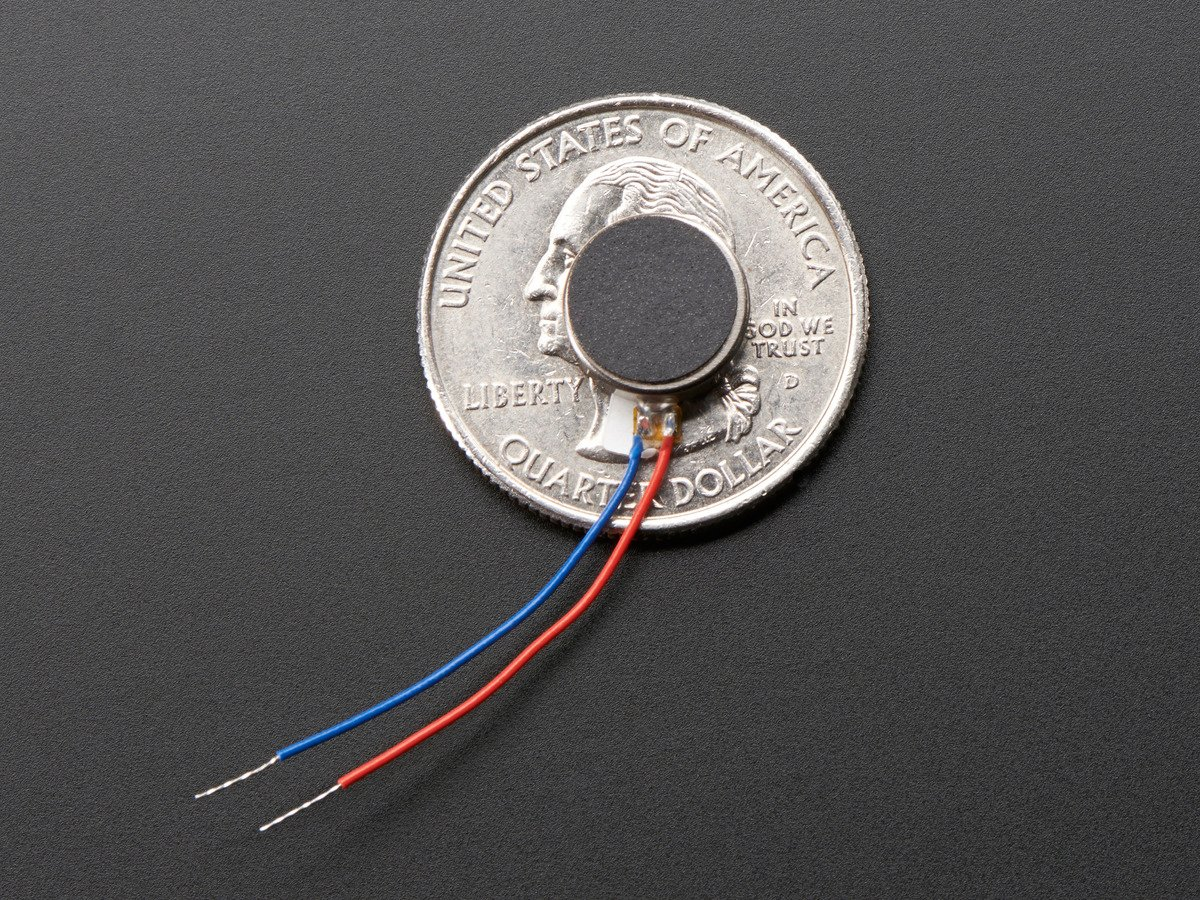 UNITED STATES OF AMERICA
IN
GOD WE
TRUST
LIBERTY
D
QUARTER DOLLAR